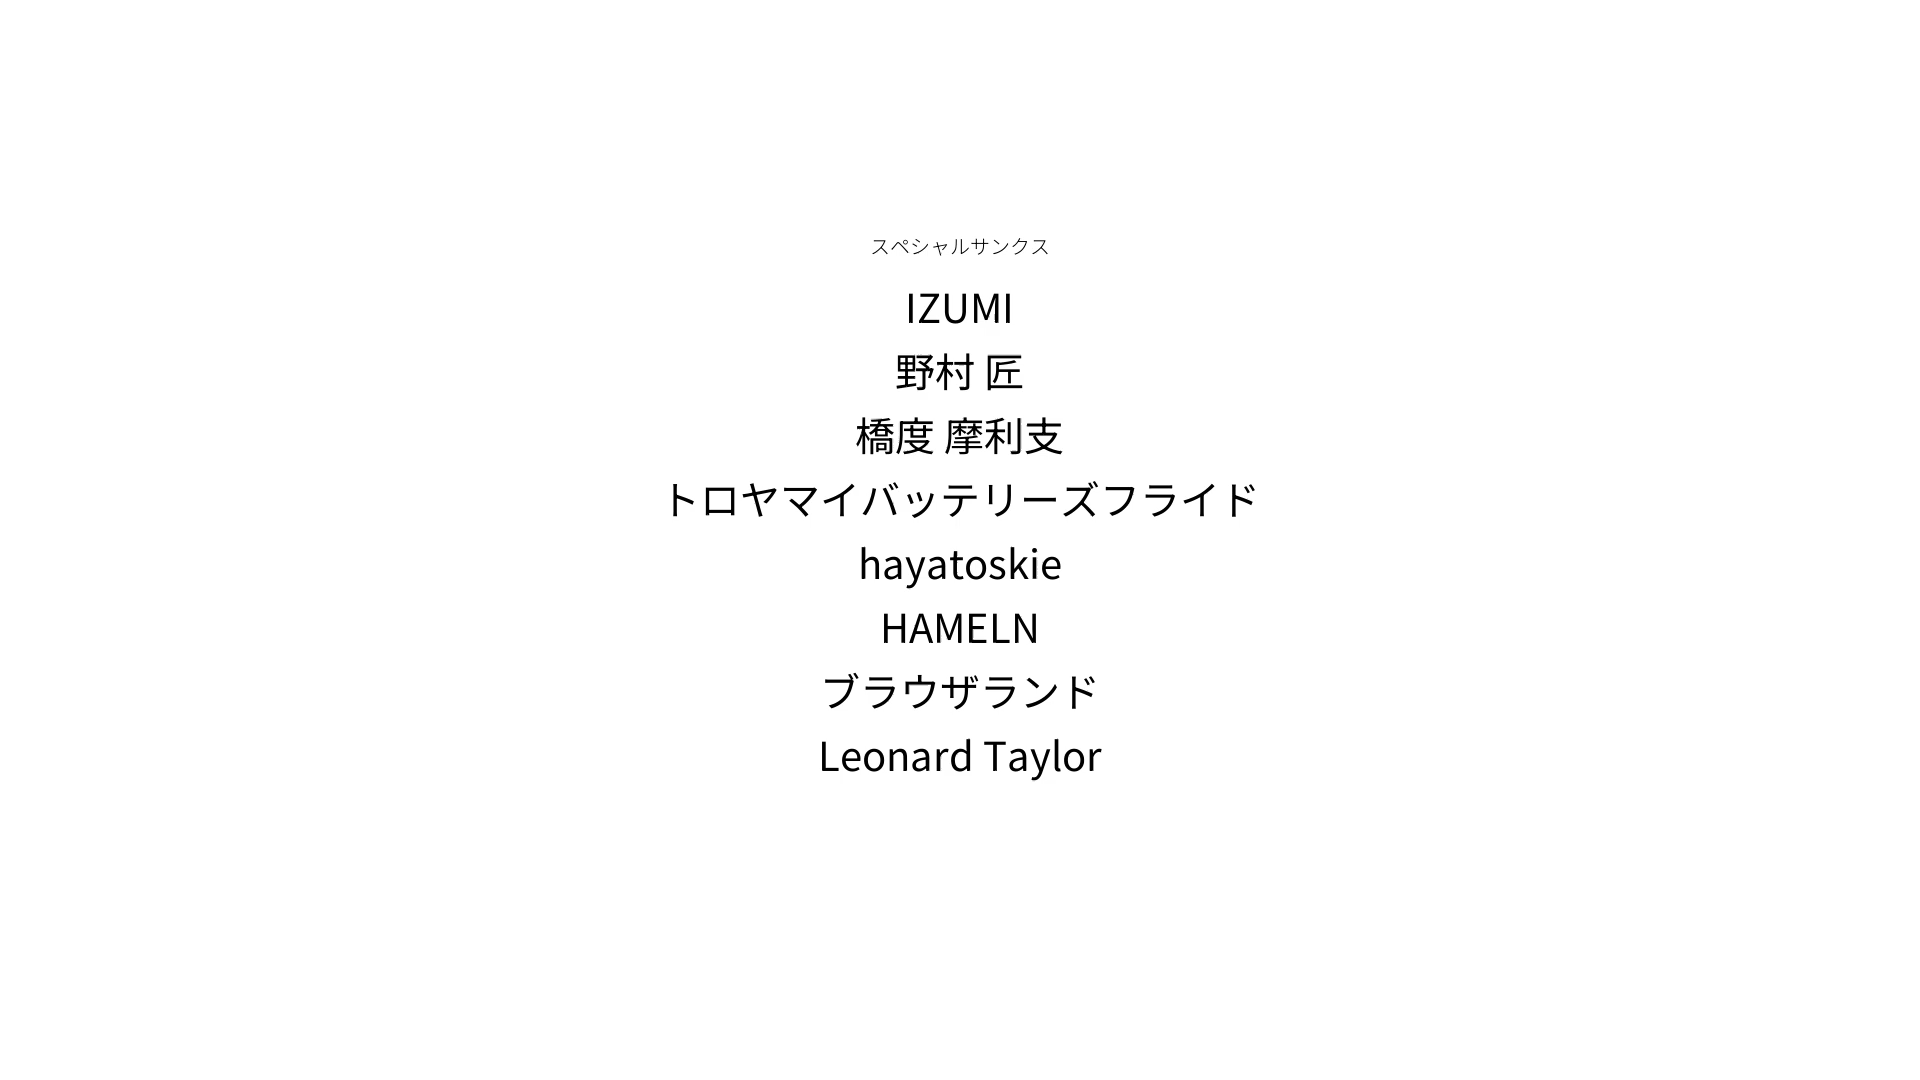 スペシャルサンクス
IZUMI
野村 匠
橋度 摩利支
トロヤマイバッテリーズフライド
hayatoskie
HAMELN
ブラウザランド
Leonard Taylor